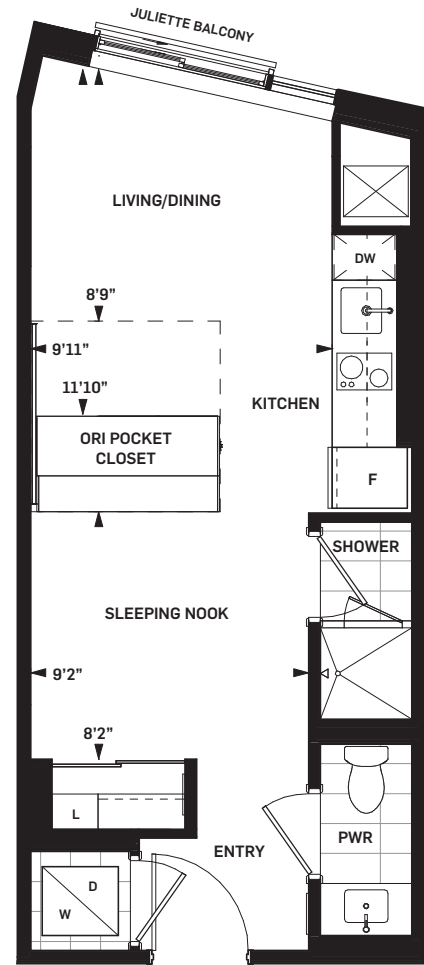 JULIETTE BALCONY
LIVING/DINING
DW
8'9"
9'11"
11'10"
KITCHEN
ORI POCKET
CLOSET
F
SHOWER
SLEEPING NOOK
9'2"
8'2"
L
PWR
ENTRY
D
W